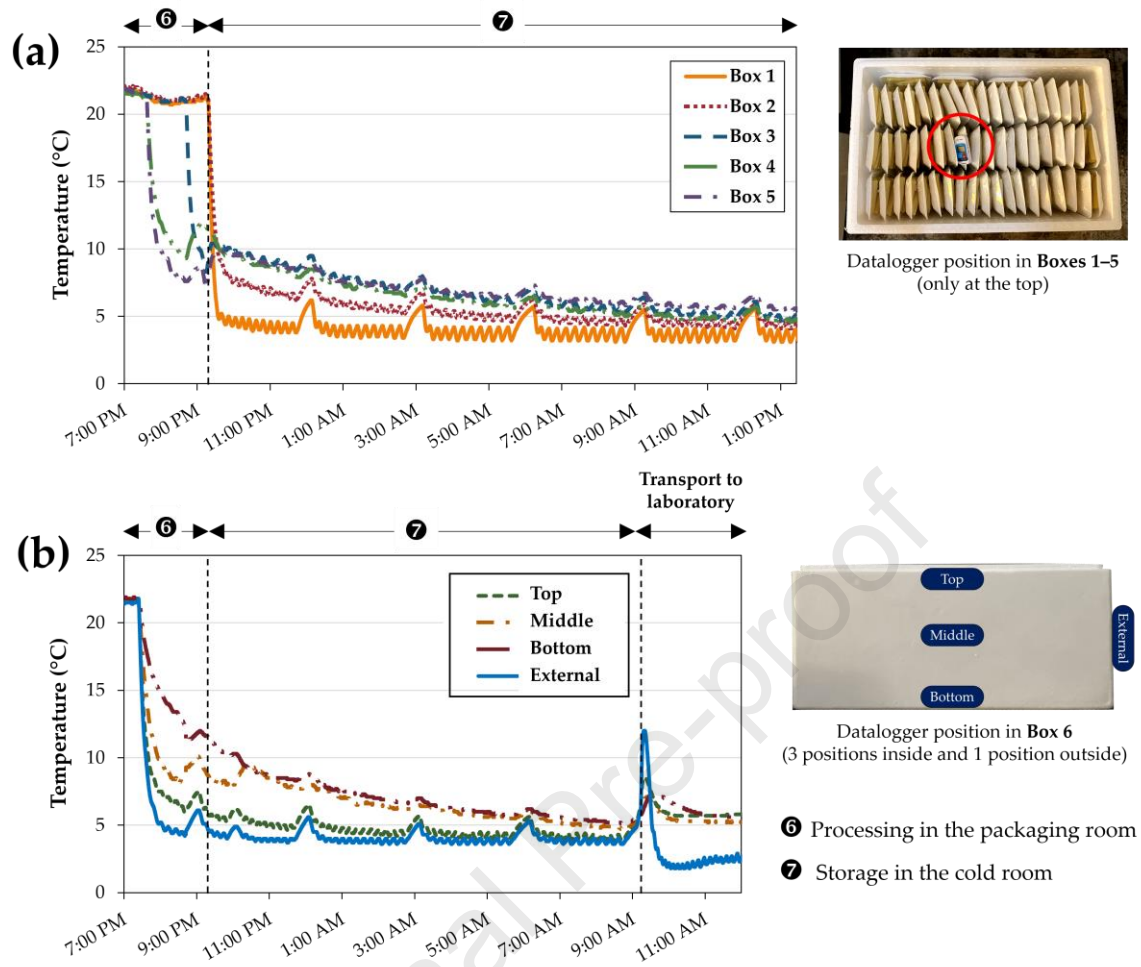 ❻ ❼
(a)
25
20
15
10
5
0
Temperature (°C)
Box 1
Box 2
Box 3
Box 4
Box 5
7:00 PM 9:00 PM 11:00 PM 1:00 AM 3:00 AM 5:00 AM 7:00 AM 9:00 AM 11:00 AM 1:00 PM
Datalogger position in Boxes 1–5
(only at the top)
Transport to
laboratory
❻ ❼
(b)
25
20
15
10
5
0
Temperature (°C)
Top
Middle
Bottom
External
7:00 PM 9:00 PM 11:00 PM 1:00 AM 3:00 AM 5:00 AM 7:00 AM 9:00 AM 11:00 AM
Top
Middle
Bottom
External
Datalogger position in Box 6
(3 positions inside and 1 position outside)
❻ Processing in the packaging room
❼ Storage in the cold room
al Pre-proof